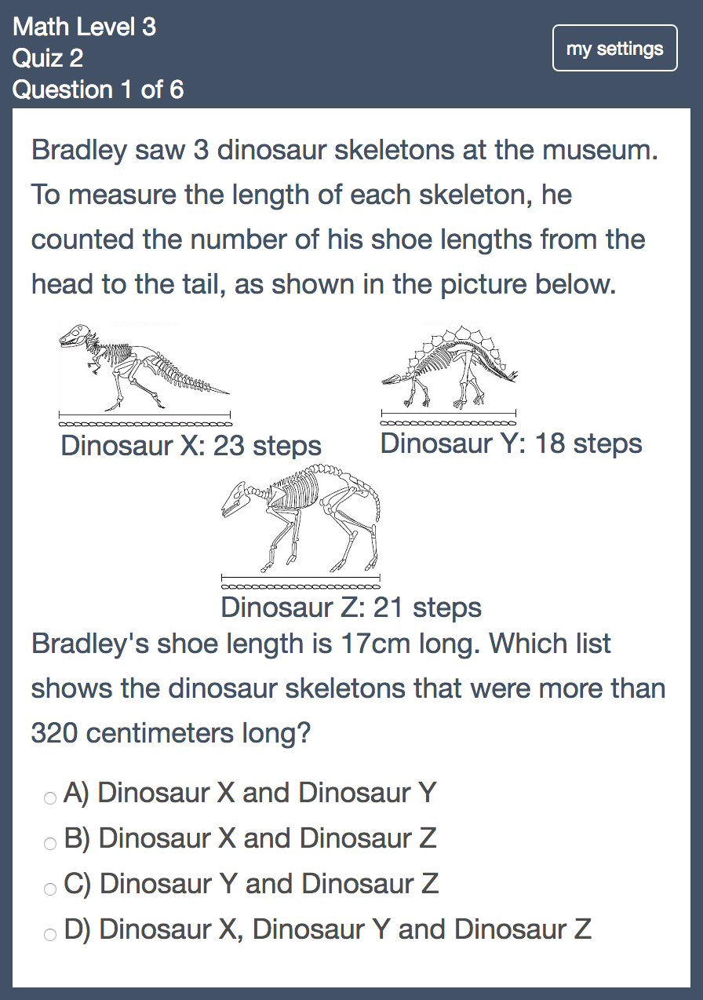 Math Level 3
Quiz 2
Question 1 of 6
my settings
Bradley saw 3 dinosaur skeletons at the museum.
To measure the length of each skeleton, he
counted the number of his shoe lengths from the
head to the tail, as shown in the picture below.
Dinosaur X: 23 steps
Dinosaur Y: 18 steps
Dinosaur Z: 21 steps
Bradley's shoe length is 17cm long. Which list
shows the dinosaur skeletons that were more than
320 centimeters long?
A) Dinosaur X and Dinosaur Y
B) Dinosaur X and Dinosaur Z
C) Dinosaur Y and Dinosaur Z
D) Dinosaur X, Dinosaur Y and Dinosaur Z